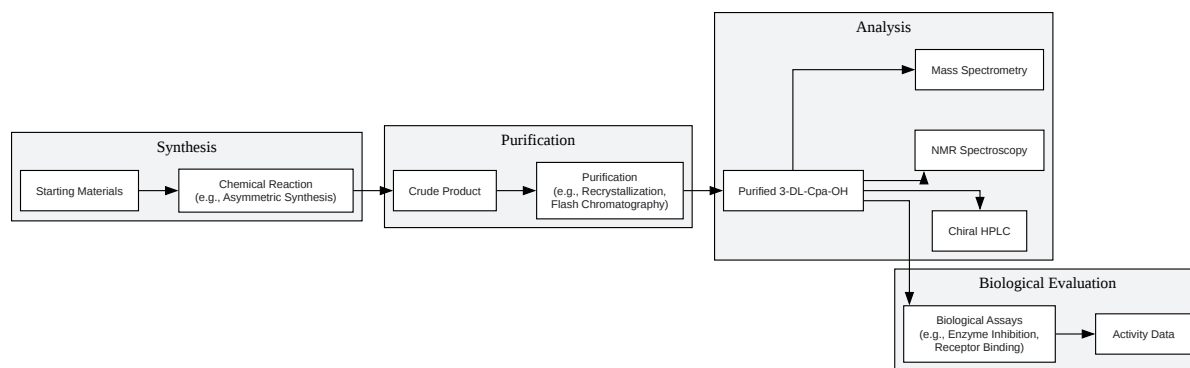 Synthesis
Starting Materials
Chemical Reaction
(e.g., Asymmetric Synthesis)
Purification
Crude Product
Purification
(e.g., Recrystallization,
Flash Chromatography)
Analysis
Purified 3-DL-Cpa-OH
Mass Spectrometry
NMR Spectroscopy
Chiral HPLC
Biological Evaluation
Biological Assays
(e.g., Enzyme Inhibition,
Receptor Binding)
Activity Data